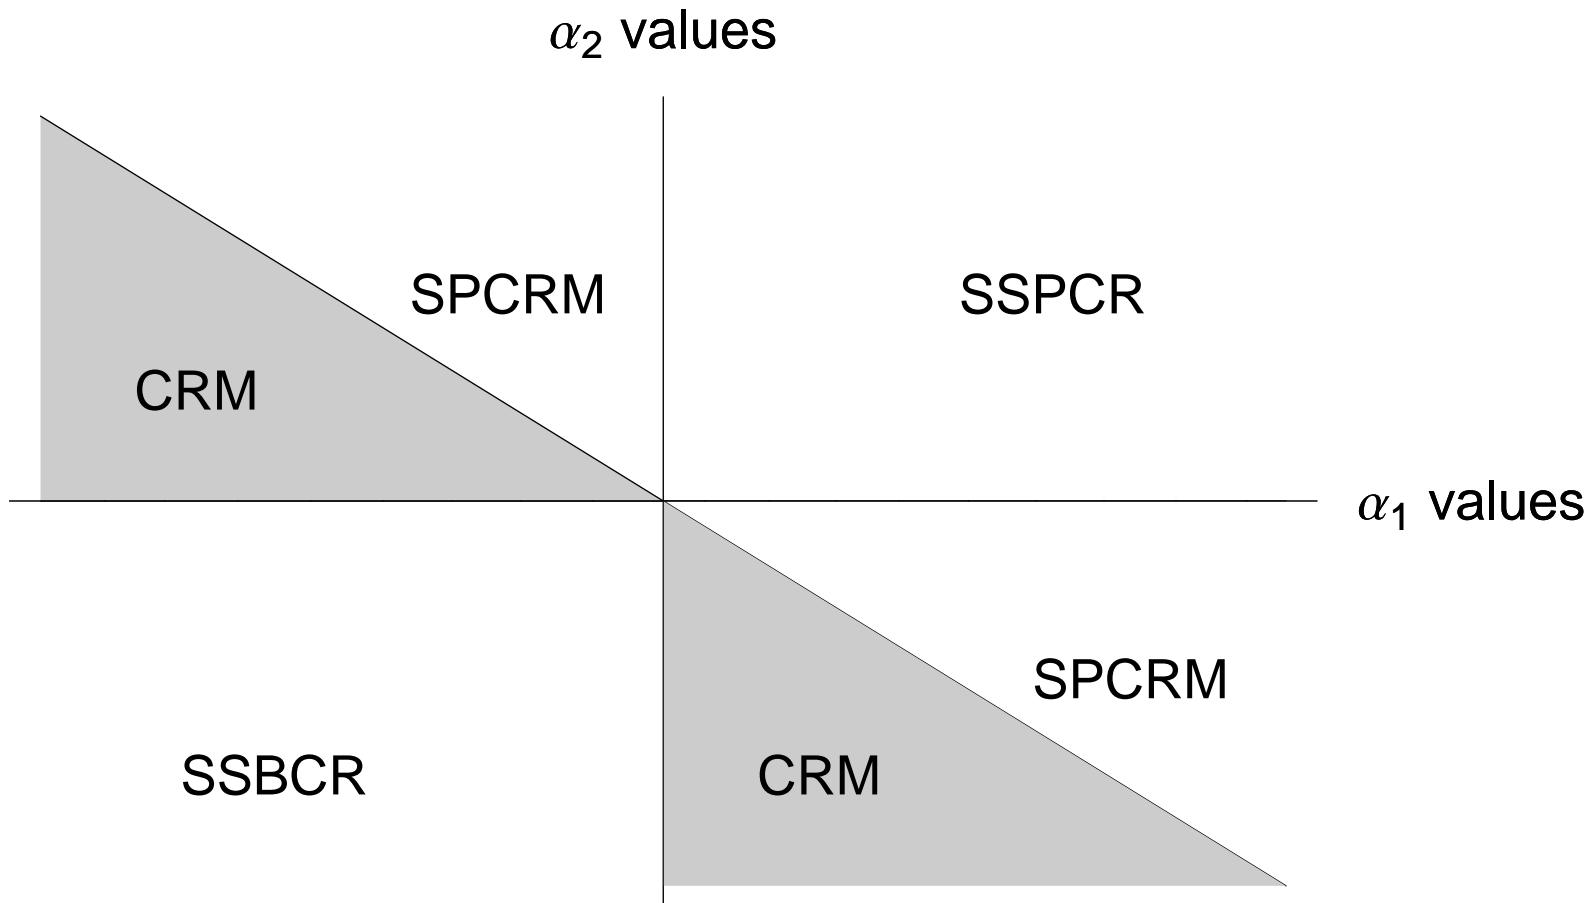 α₂ values
SPCRM
SSPCR
CRM
α₁ values
SPCRM
SSBCR
CRM